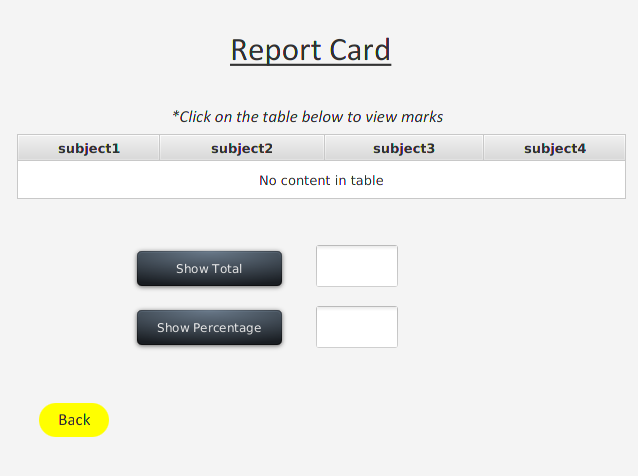 Report Card
*Click on the table below to view marks
subject1 subject2 subject3 subject4
No content in table
Show Total
Show Percentage
Back